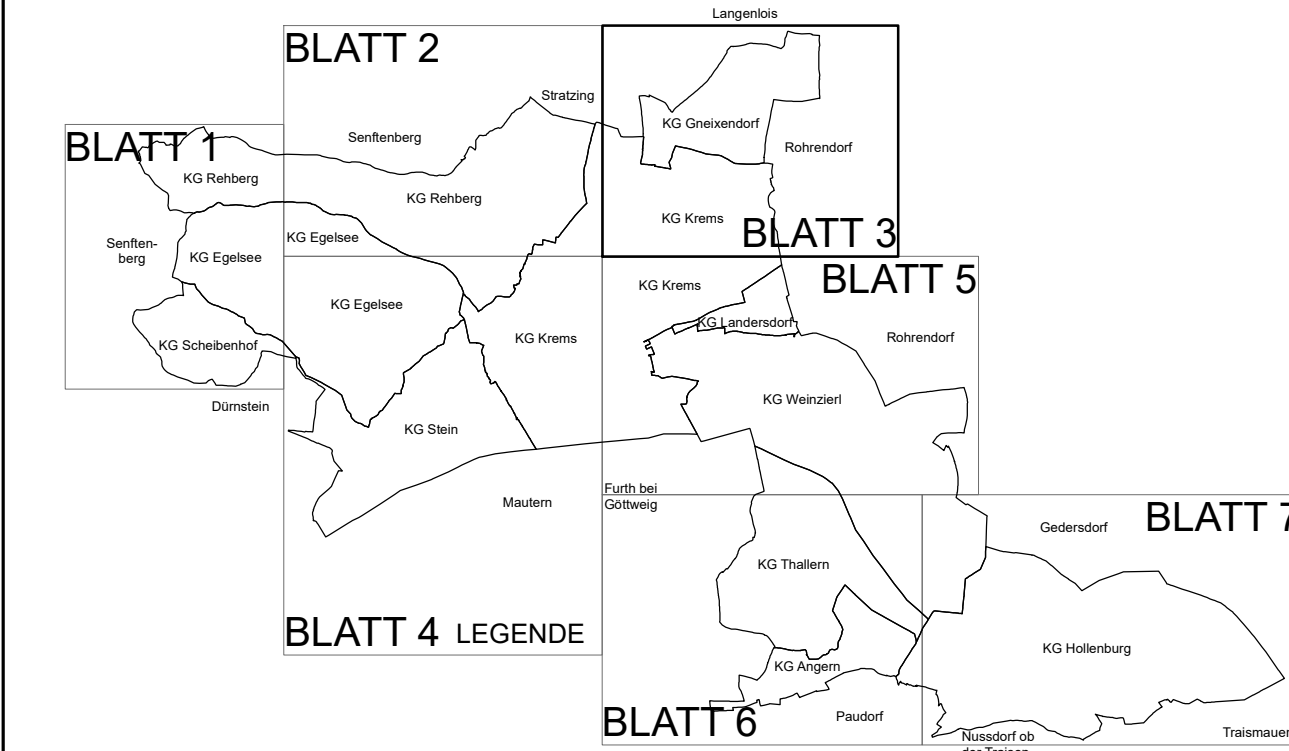 Langenlois
BLATT 2
Stratzing
KG Gneixendorf
BLATT 1
Senftenberg
Rohrendorf
KG Rehberg
KG Rehberg
KG Krems
BLATT 3
Senften-
berg
KG Egelsee
KG Egelsee
KG Egelsee
KG Krems
BLATT 5
KG Landersdorf
Rohrendorf
KG Scheibenhof
KG Krems
Dürnstein
KG Weinzierl
KG Stein
Mautern
Furth bei
Göttweig
Gedersdorf
BLATT 7
KG Thallern
BLATT 4
LEGENDE
KG Hollenburg
KG Angern
BLATT 6
Paudorf
Nussdorf ob
der Traisen
Traismauer